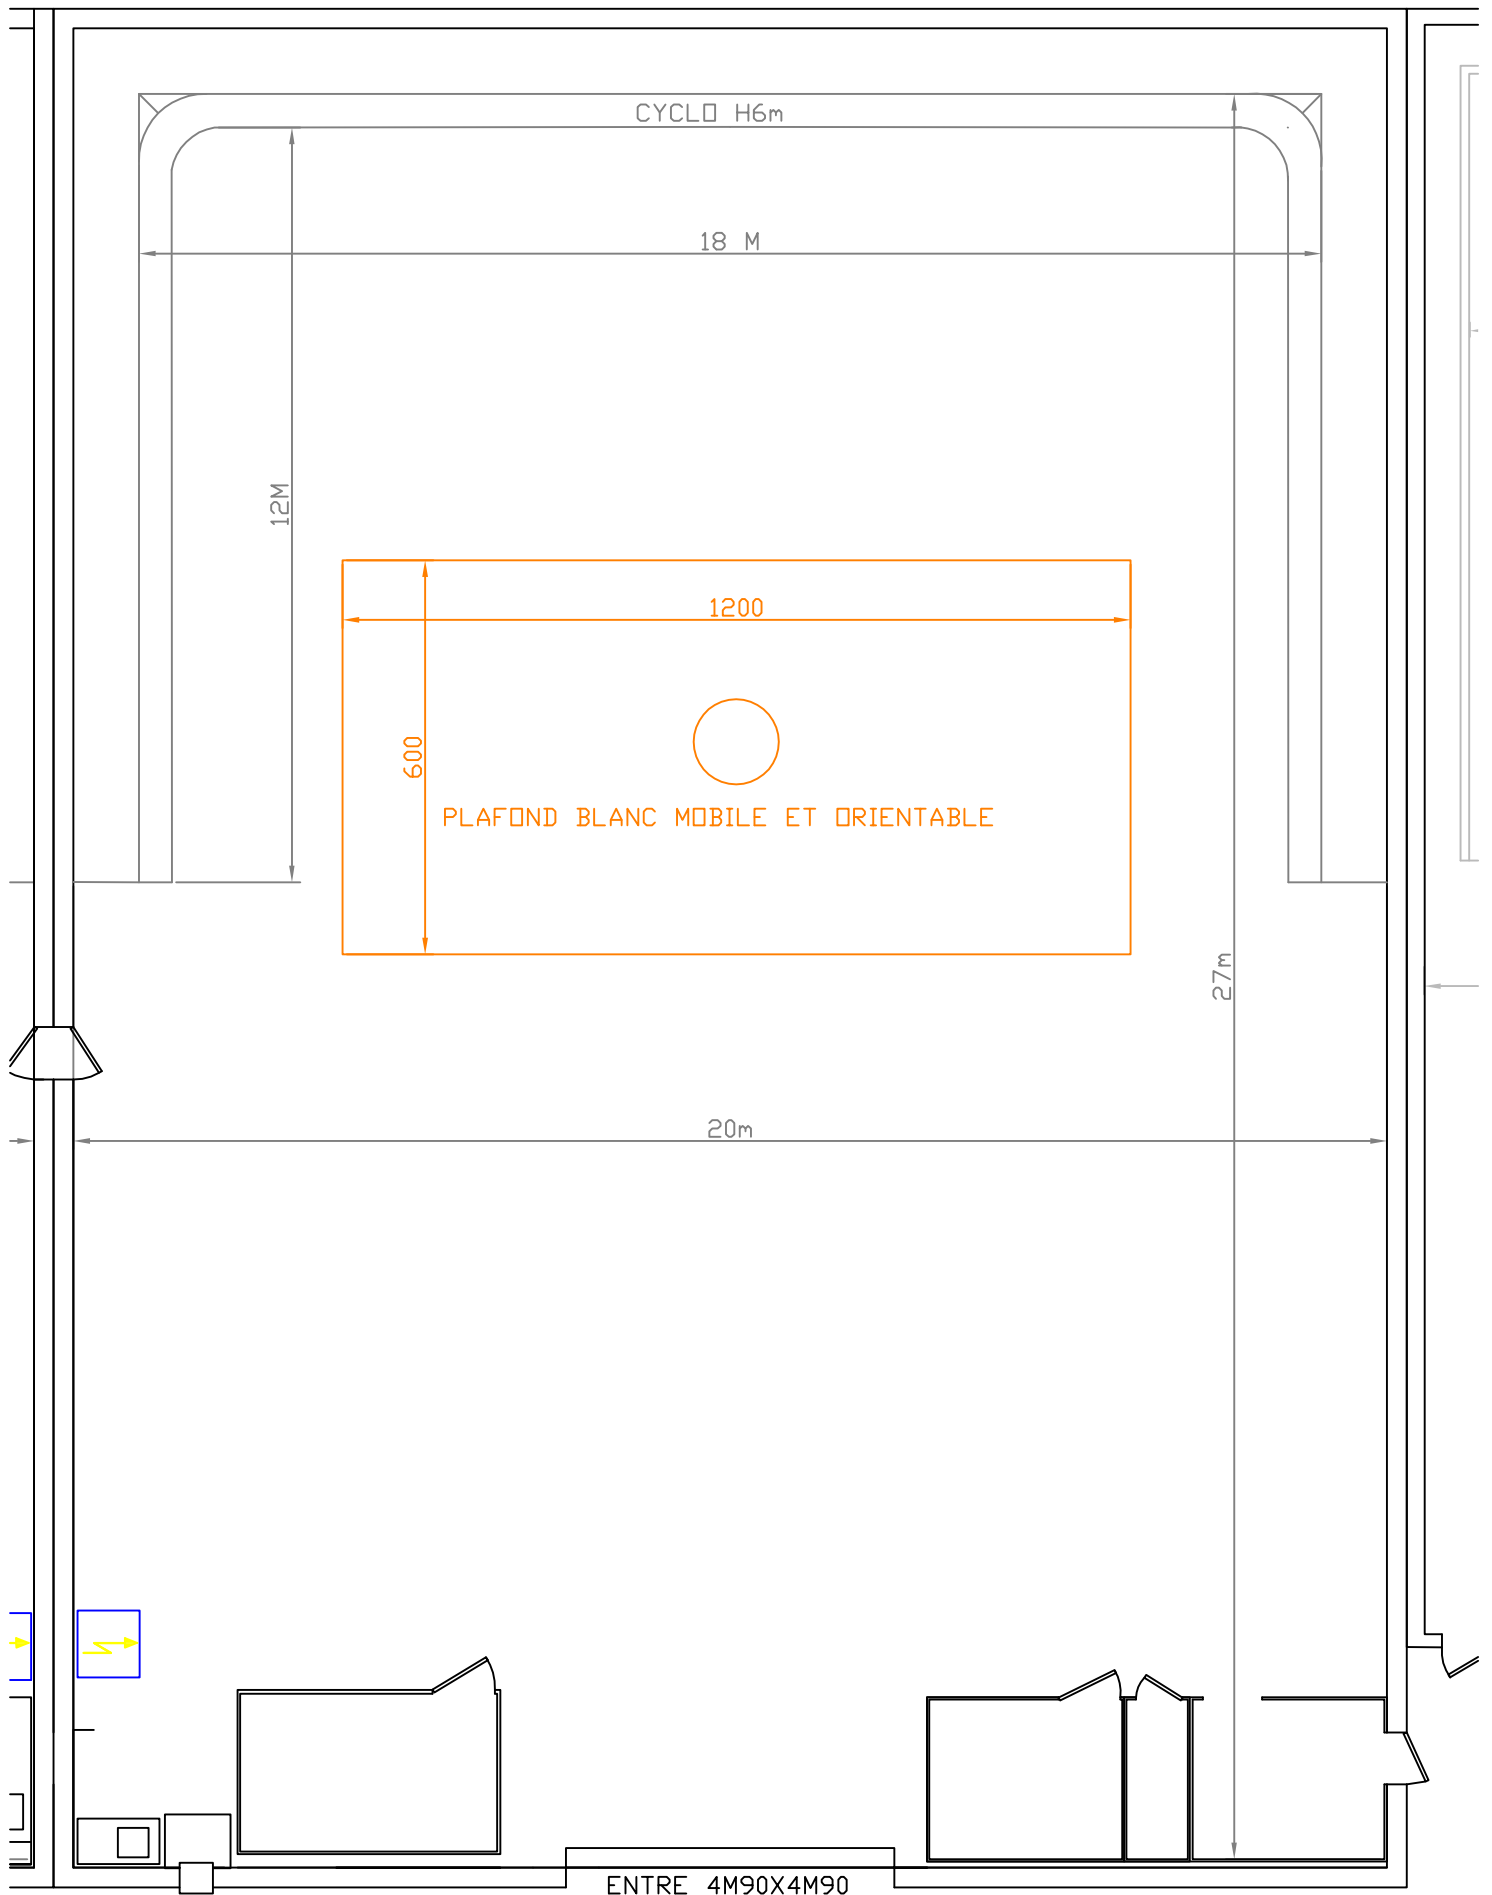 CYCLO H6m
18 M
12M
1200
600
PLAFOND BLANC MOBILE ET ORIENTABLE
27m
20m
ENTRE 4M90X4M90